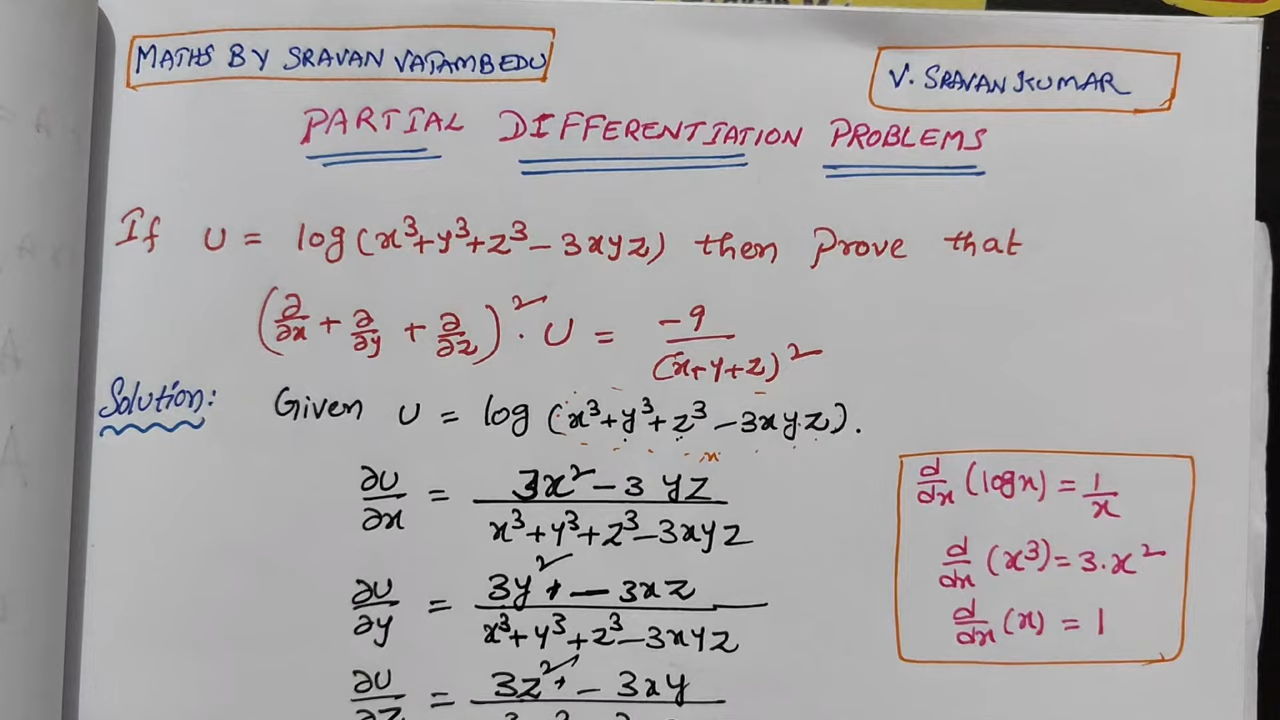 MATHS BY SRAVAN VATAMBEDU
V. SRAVAN KUMAR
PARTIAL DIFFERENTIATION PROBLEMS
If U = log(x³+y³+z³-3xyz) then Prove that
(∂/∂x + ∂/∂y + ∂/∂z)². U = -9/(x+y+z)²
Solution: Given U = log (x³+y³+z³-3xyz).
∂U/∂x = 3x²-3yz / x³+y³+z³-3xyz
d/dx (logx) = 1/x
d/dx (x³) = 3.x²
∂U/∂y = 3y² - 3xz / x³+y³+z³-3xyz
d/dx (x) = 1
∂U/∂z = 3z² - 3xy